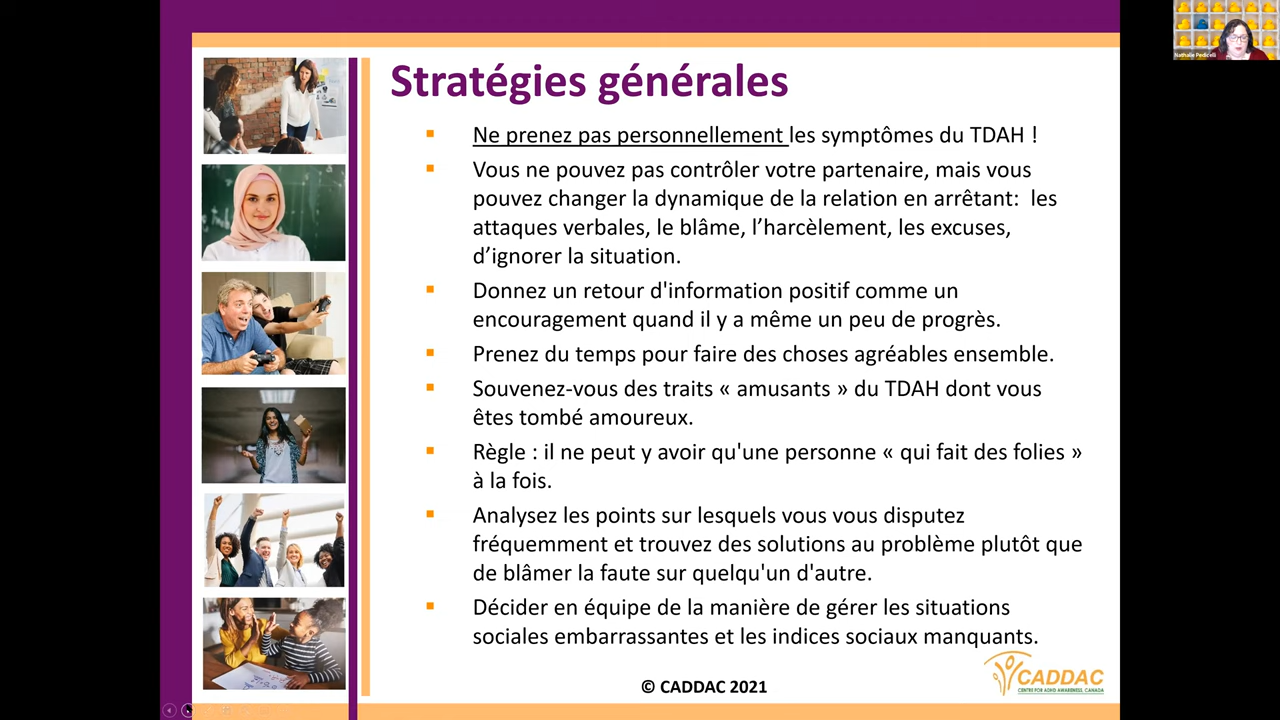 Nathalie Pedicelli
Stratégies générales
Ne prenez pas personnellement les symptômes du TDAH !
Vous ne pouvez pas contrôler votre partenaire, mais vous
pouvez changer la dynamique de la relation en arrêtant:  les
attaques verbales, le blâme, l’harcèlement, les excuses,
d’ignorer la situation.
Donnez un retour d'information positif comme un
encouragement quand il y a même un peu de progrès.
Prenez du temps pour faire des choses agréables ensemble.
Souvenez-vous des traits « amusants » du TDAH dont vous
êtes tombé amoureux.
Règle : il ne peut y avoir qu'une personne « qui fait des folies »
à la fois.
Analysez les points sur lesquels vous vous disputez
fréquemment et trouvez des solutions au problème plutôt que
de blâmer la faute sur quelqu'un d'autre.
Décider en équipe de la manière de gérer les situations
sociales embarrassantes et les indices sociaux manquants.
© CADDAC 2021
CADDAC
CENTRE FOR ADHD AWARENESS, CANADA